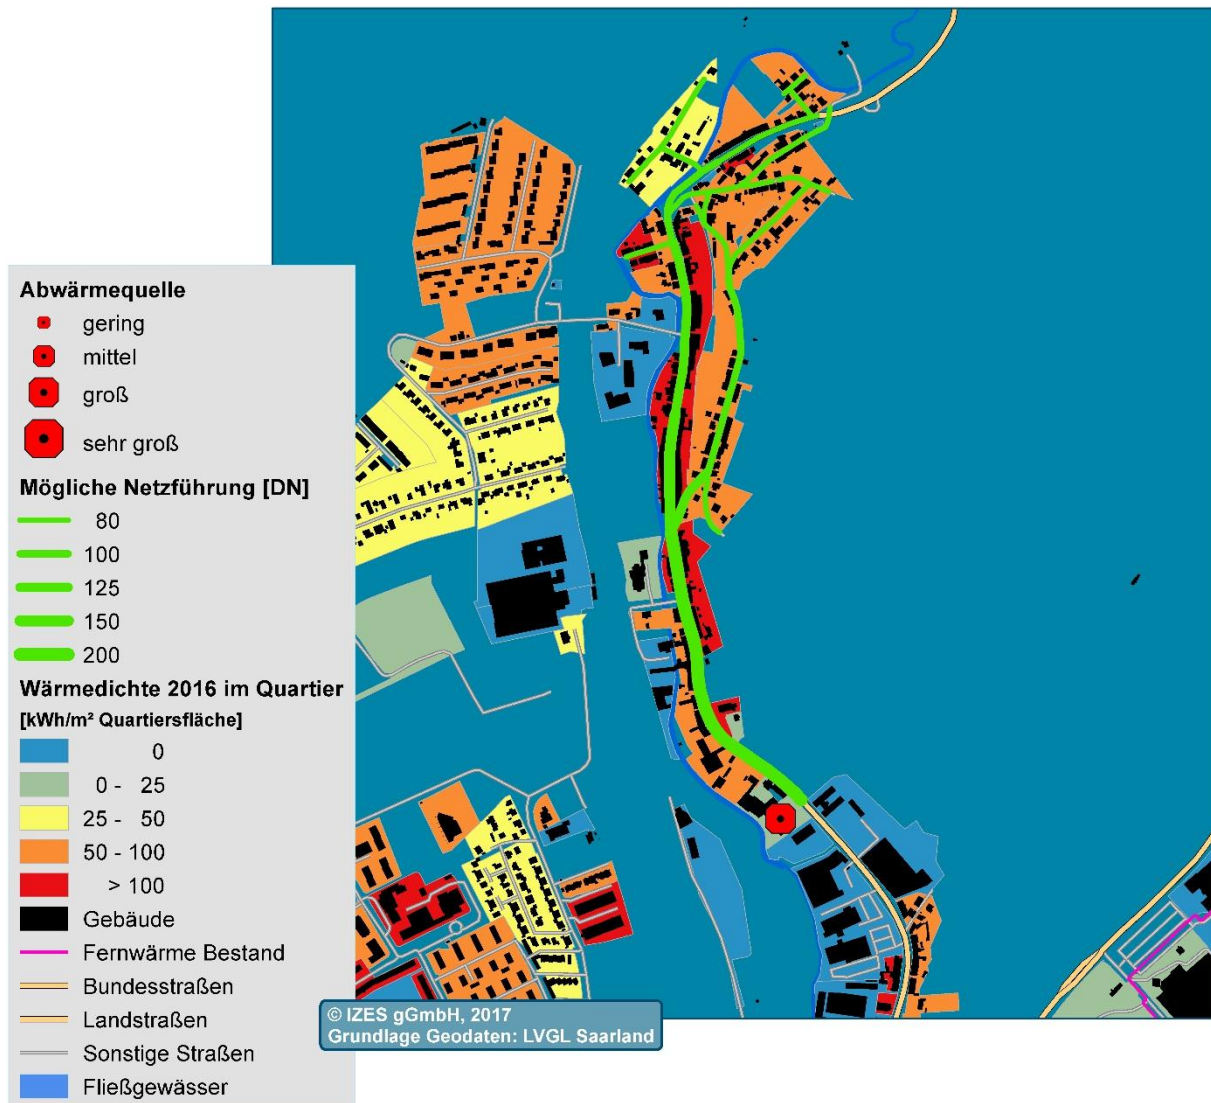 Abwärmequelle
gering
mittel
groß
sehr groß
Mögliche Netzführung [DN]
80
100
125
150
200
Wärmedichte 2016 im Quartier
[kWh/m² Quartiersfläche]
0
0 - 25
25 - 50
50 - 100
> 100
Gebäude
Fernwärme Bestand
Bundesstraßen
Landstraßen
Sonstige Straßen
Fließgewässer
© IZES gGmbH, 2017
Grundlage Geodaten: LVGL Saarland